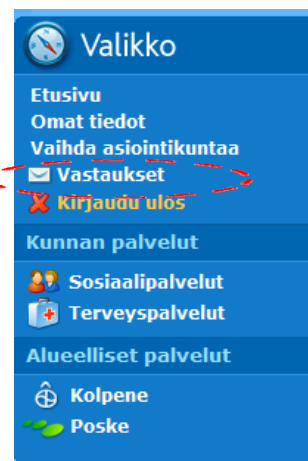 Valikko
Etusivu
Omat tiedot
Vaihda asiointikuntaa
Vastaukset
Kirjaudu ulos
Kunnan palvelut
Sosiaalipalvelut
Terveyspalvelut
Alueelliset palvelut
Kolpene
Poske